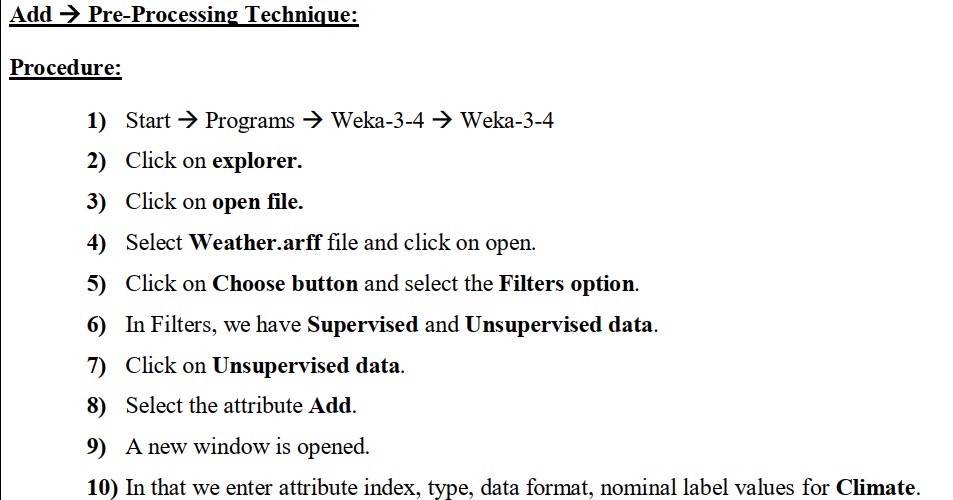 Add → Pre-Processing Technique:
Procedure:
1) Start → Programs → Weka-3-4 → Weka-3-4
2) Click on explorer.
3) Click on open file.
4) Select Weather.arff file and click on open.
5) Click on Choose button and select the Filters option.
6) In Filters, we have Supervised and Unsupervised data.
7) Click on Unsupervised data.
8) Select the attribute Add.
9) A new window is opened.
10) In that we enter attribute index, type, data format, nominal label values for Climate.